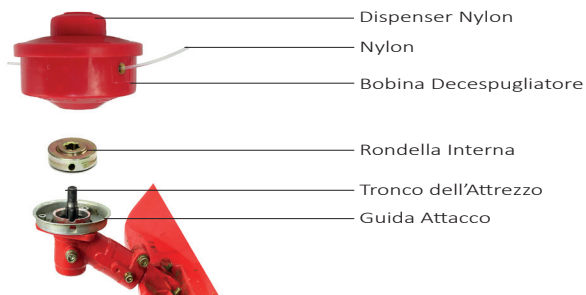 Dispenser Nylon
Nylon
Bobina Decespugliatore
Rondella Interna
Tronco dell'Attrezzo
Guida Attacco